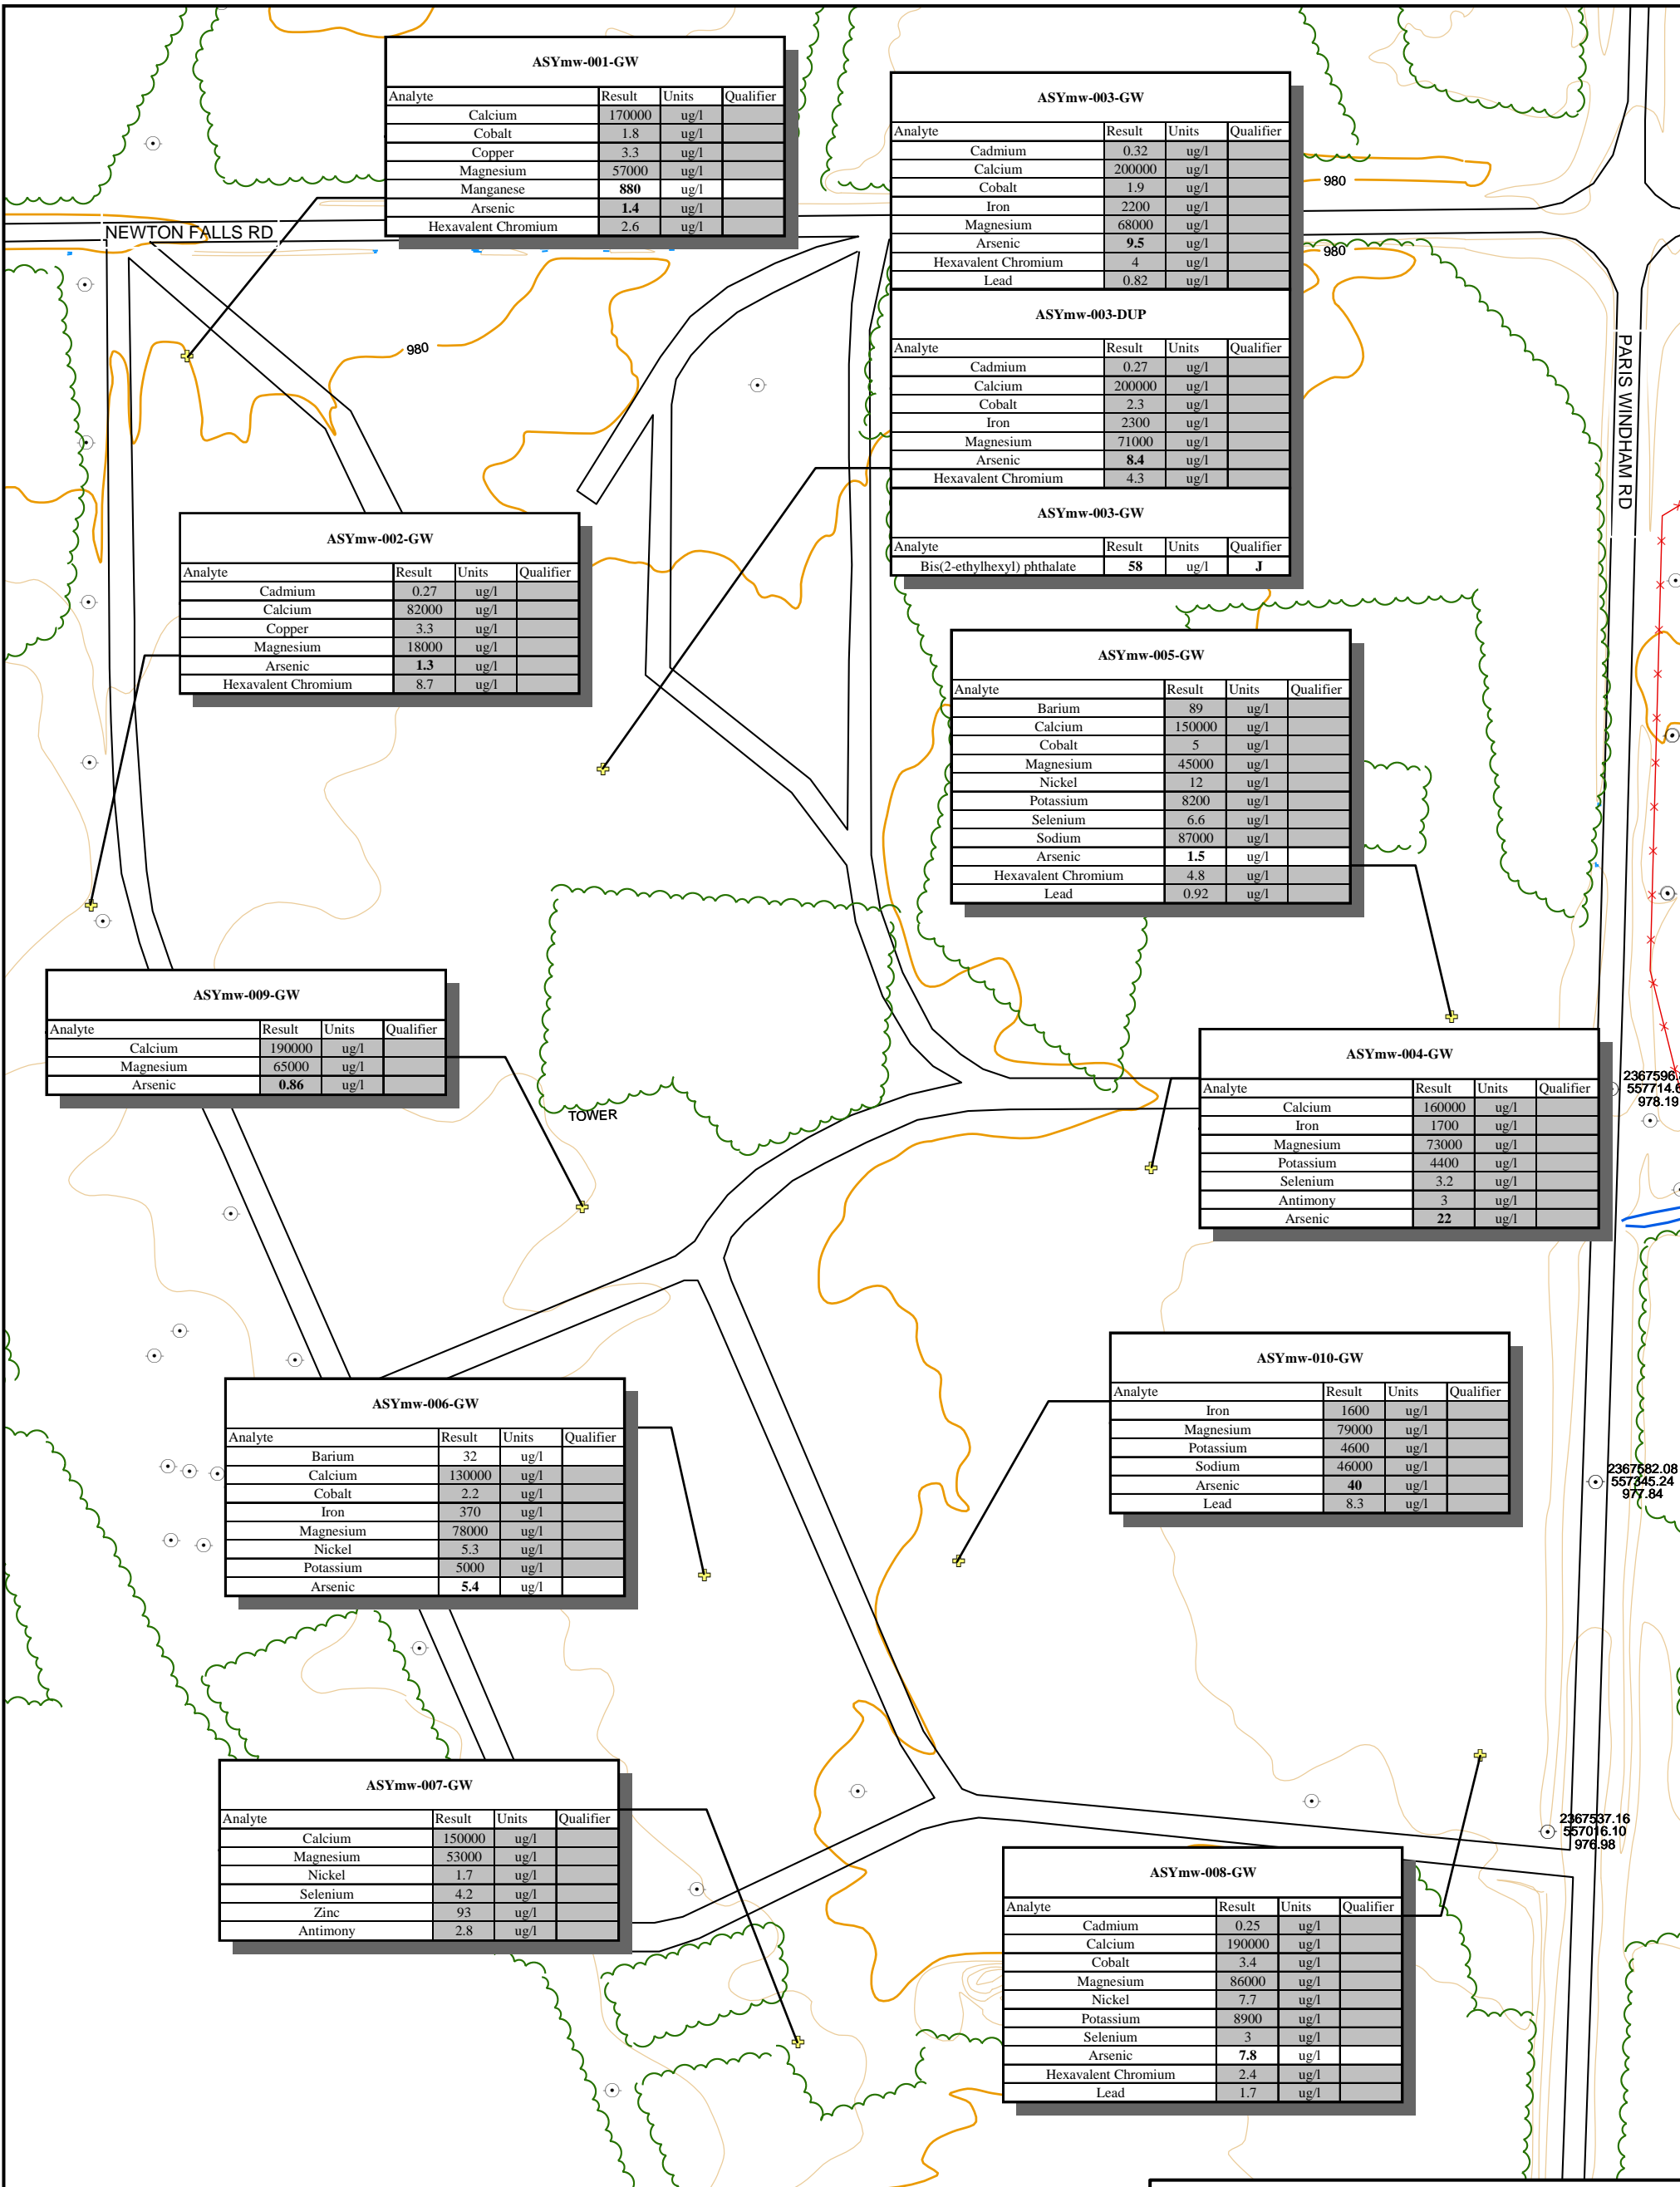 ASYmw-001-GW
Analyte Result Units Qualifier
Calcium 170000 ug/l
Cobalt 1.8 ug/l
Copper 3.3 ug/l
Magnesium 57000 ug/l
Manganese 880 ug/l
Arsenic 1.4 ug/l
Hexavalent Chromium 2.6 ug/l
ASYmw-003-GW
Analyte Result Units Qualifier
Cadmium 0.32 ug/l
Calcium 200000 ug/l
Cobalt 1.9 ug/l
Iron 2200 ug/l
Magnesium 68000 ug/l
Arsenic 9.5 ug/l
Hexavalent Chromium 4 ug/l
Lead 0.82 ug/l
ASYmw-003-DUP
Analyte Result Units Qualifier
Cadmium 0.27 ug/l
Calcium 200000 ug/l
Cobalt 2.3 ug/l
Iron 2300 ug/l
Magnesium 71000 ug/l
Arsenic 8.4 ug/l
Hexavalent Chromium 4.3 ug/l
ASYmw-003-GW
Analyte Result Units Qualifier
Bis(2-ethylhexyl) phthalate 58 ug/l J
980
980
NEWTON FALLS RD
980
PARIS WINDHAM RD
ASYmw-002-GW
Analyte Result Units Qualifier
Cadmium 0.27 ug/l
Calcium 82000 ug/l
Copper 3.3 ug/l
Magnesium 18000 ug/l
Arsenic 1.3 ug/l
Hexavalent Chromium 8.7 ug/l
ASYmw-005-GW
Analyte Result Units Qualifier
Barium 89 ug/l
Calcium 150000 ug/l
Cobalt 5 ug/l
Magnesium 45000 ug/l
Nickel 12 ug/l
Potassium 8200 ug/l
Selenium 6.6 ug/l
Sodium 87000 ug/l
Arsenic 1.5 ug/l
Hexavalent Chromium 4.8 ug/l
Lead 0.92 ug/l
ASYmw-009-GW
Analyte Result Units Qualifier
Calcium 190000 ug/l
Magnesium 65000 ug/l
Arsenic 0.86 ug/l
TOWER
ASYmw-004-GW
Analyte Result Units Qualifier
Calcium 160000 ug/l
Iron 1700 ug/l
Magnesium 73000 ug/l
Potassium 4400 ug/l
Selenium 3.2 ug/l
Antimony 3 ug/l
Arsenic 22 ug/l
2367596.
557714.6
978.19
ASYmw-010-GW
Analyte Result Units Qualifier
Iron 1600 ug/l
Magnesium 79000 ug/l
Potassium 4600 ug/l
Sodium 46000 ug/l
Arsenic 40 ug/l
Lead 8.3 ug/l
2367582.08
557345.24
977.84
ASYmw-006-GW
Analyte Result Units Qualifier
Barium 32 ug/l
Calcium 130000 ug/l
Cobalt 2.2 ug/l
Iron 370 ug/l
Magnesium 78000 ug/l
Nickel 5.3 ug/l
Potassium 5000 ug/l
Arsenic 5.4 ug/l
ASYmw-007-GW
Analyte Result Units Qualifier
Calcium 150000 ug/l
Magnesium 53000 ug/l
Nickel 1.7 ug/l
Selenium 4.2 ug/l
Zinc 93 ug/l
Antimony 2.8 ug/l
2367537.16
557016.10
976.98
ASYmw-008-GW
Analyte Result Units Qualifier
Cadmium 0.25 ug/l
Calcium 190000 ug/l
Cobalt 3.4 ug/l
Magnesium 86000 ug/l
Nickel 7.7 ug/l
Potassium 8900 ug/l
Selenium 3 ug/l
Arsenic 7.8 ug/l
Hexavalent Chromium 2.4 ug/l
Lead 1.7 ug/l